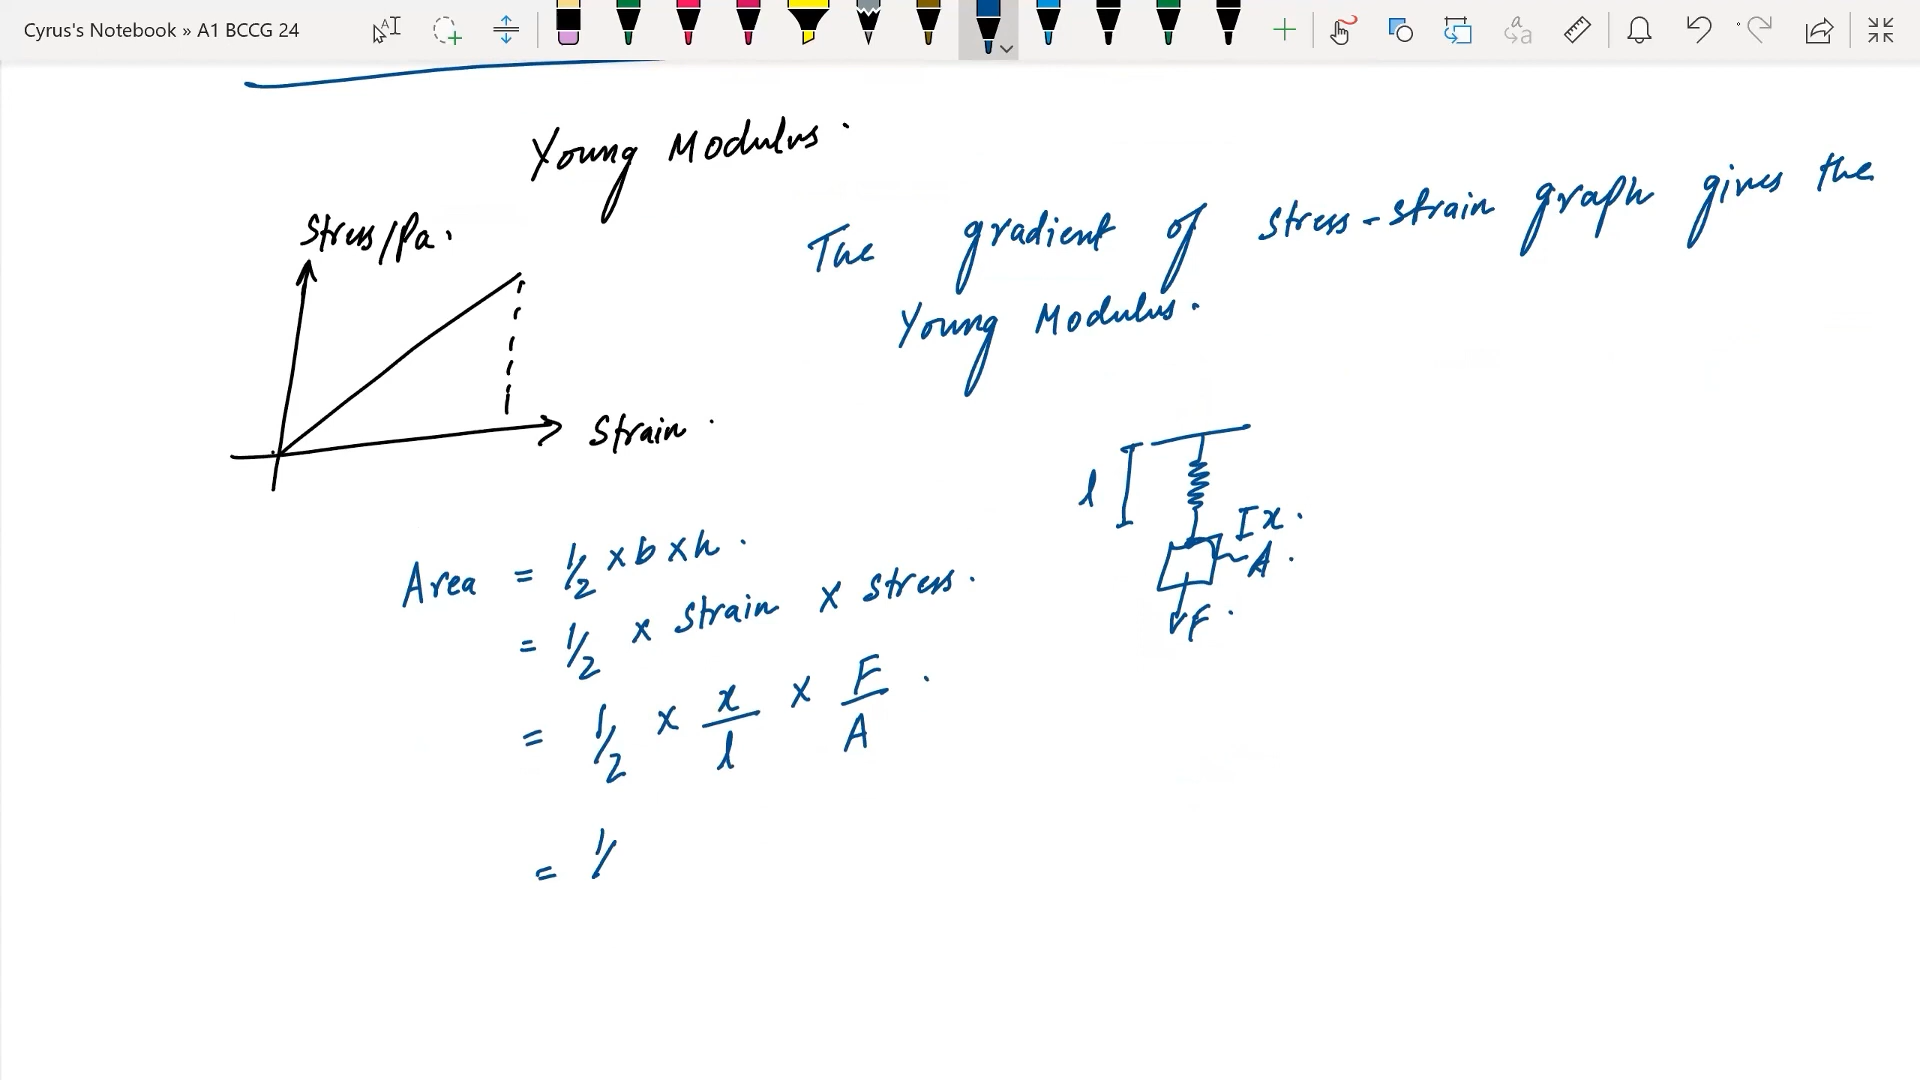 Cyrus's Notebook » A1 BCCG 24
Young Modulus.
Stress/Pa.
The gradient of stress-strain graph gives the
Young Modulus.
Strain.
l
x.
A.
F.
Area = 1/2 × b × h.
= 1/2 × strain × stress.
= 1/2 × x/l × F/A.
= 1/